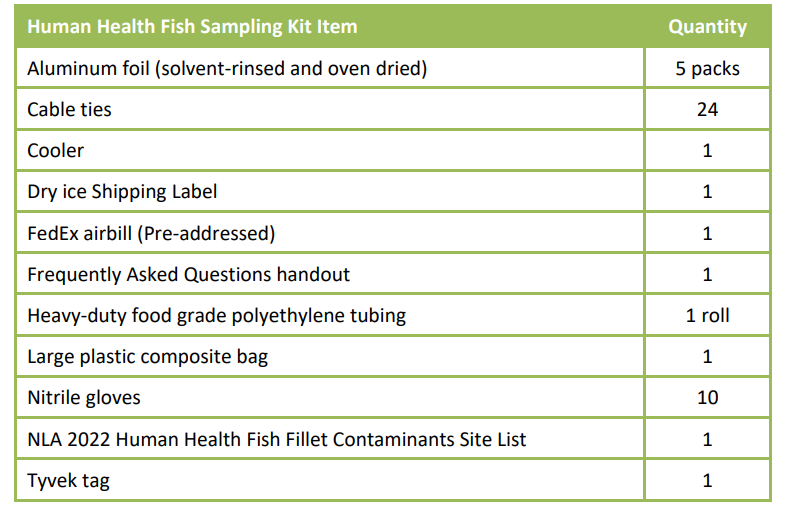 Human Health Fish Sampling Kit Item Quantity
Aluminum foil (solvent-rinsed and oven dried) 5 packs
Cable ties 24
Cooler 1
Dry ice Shipping Label 1
FedEx airbill (Pre-addressed) 1
Frequently Asked Questions handout 1
Heavy-duty food grade polyethylene tubing 1 roll
Large plastic composite bag 1
Nitrile gloves 10
NLA 2022 Human Health Fish Fillet Contaminants Site List 1
Tyvek tag 1